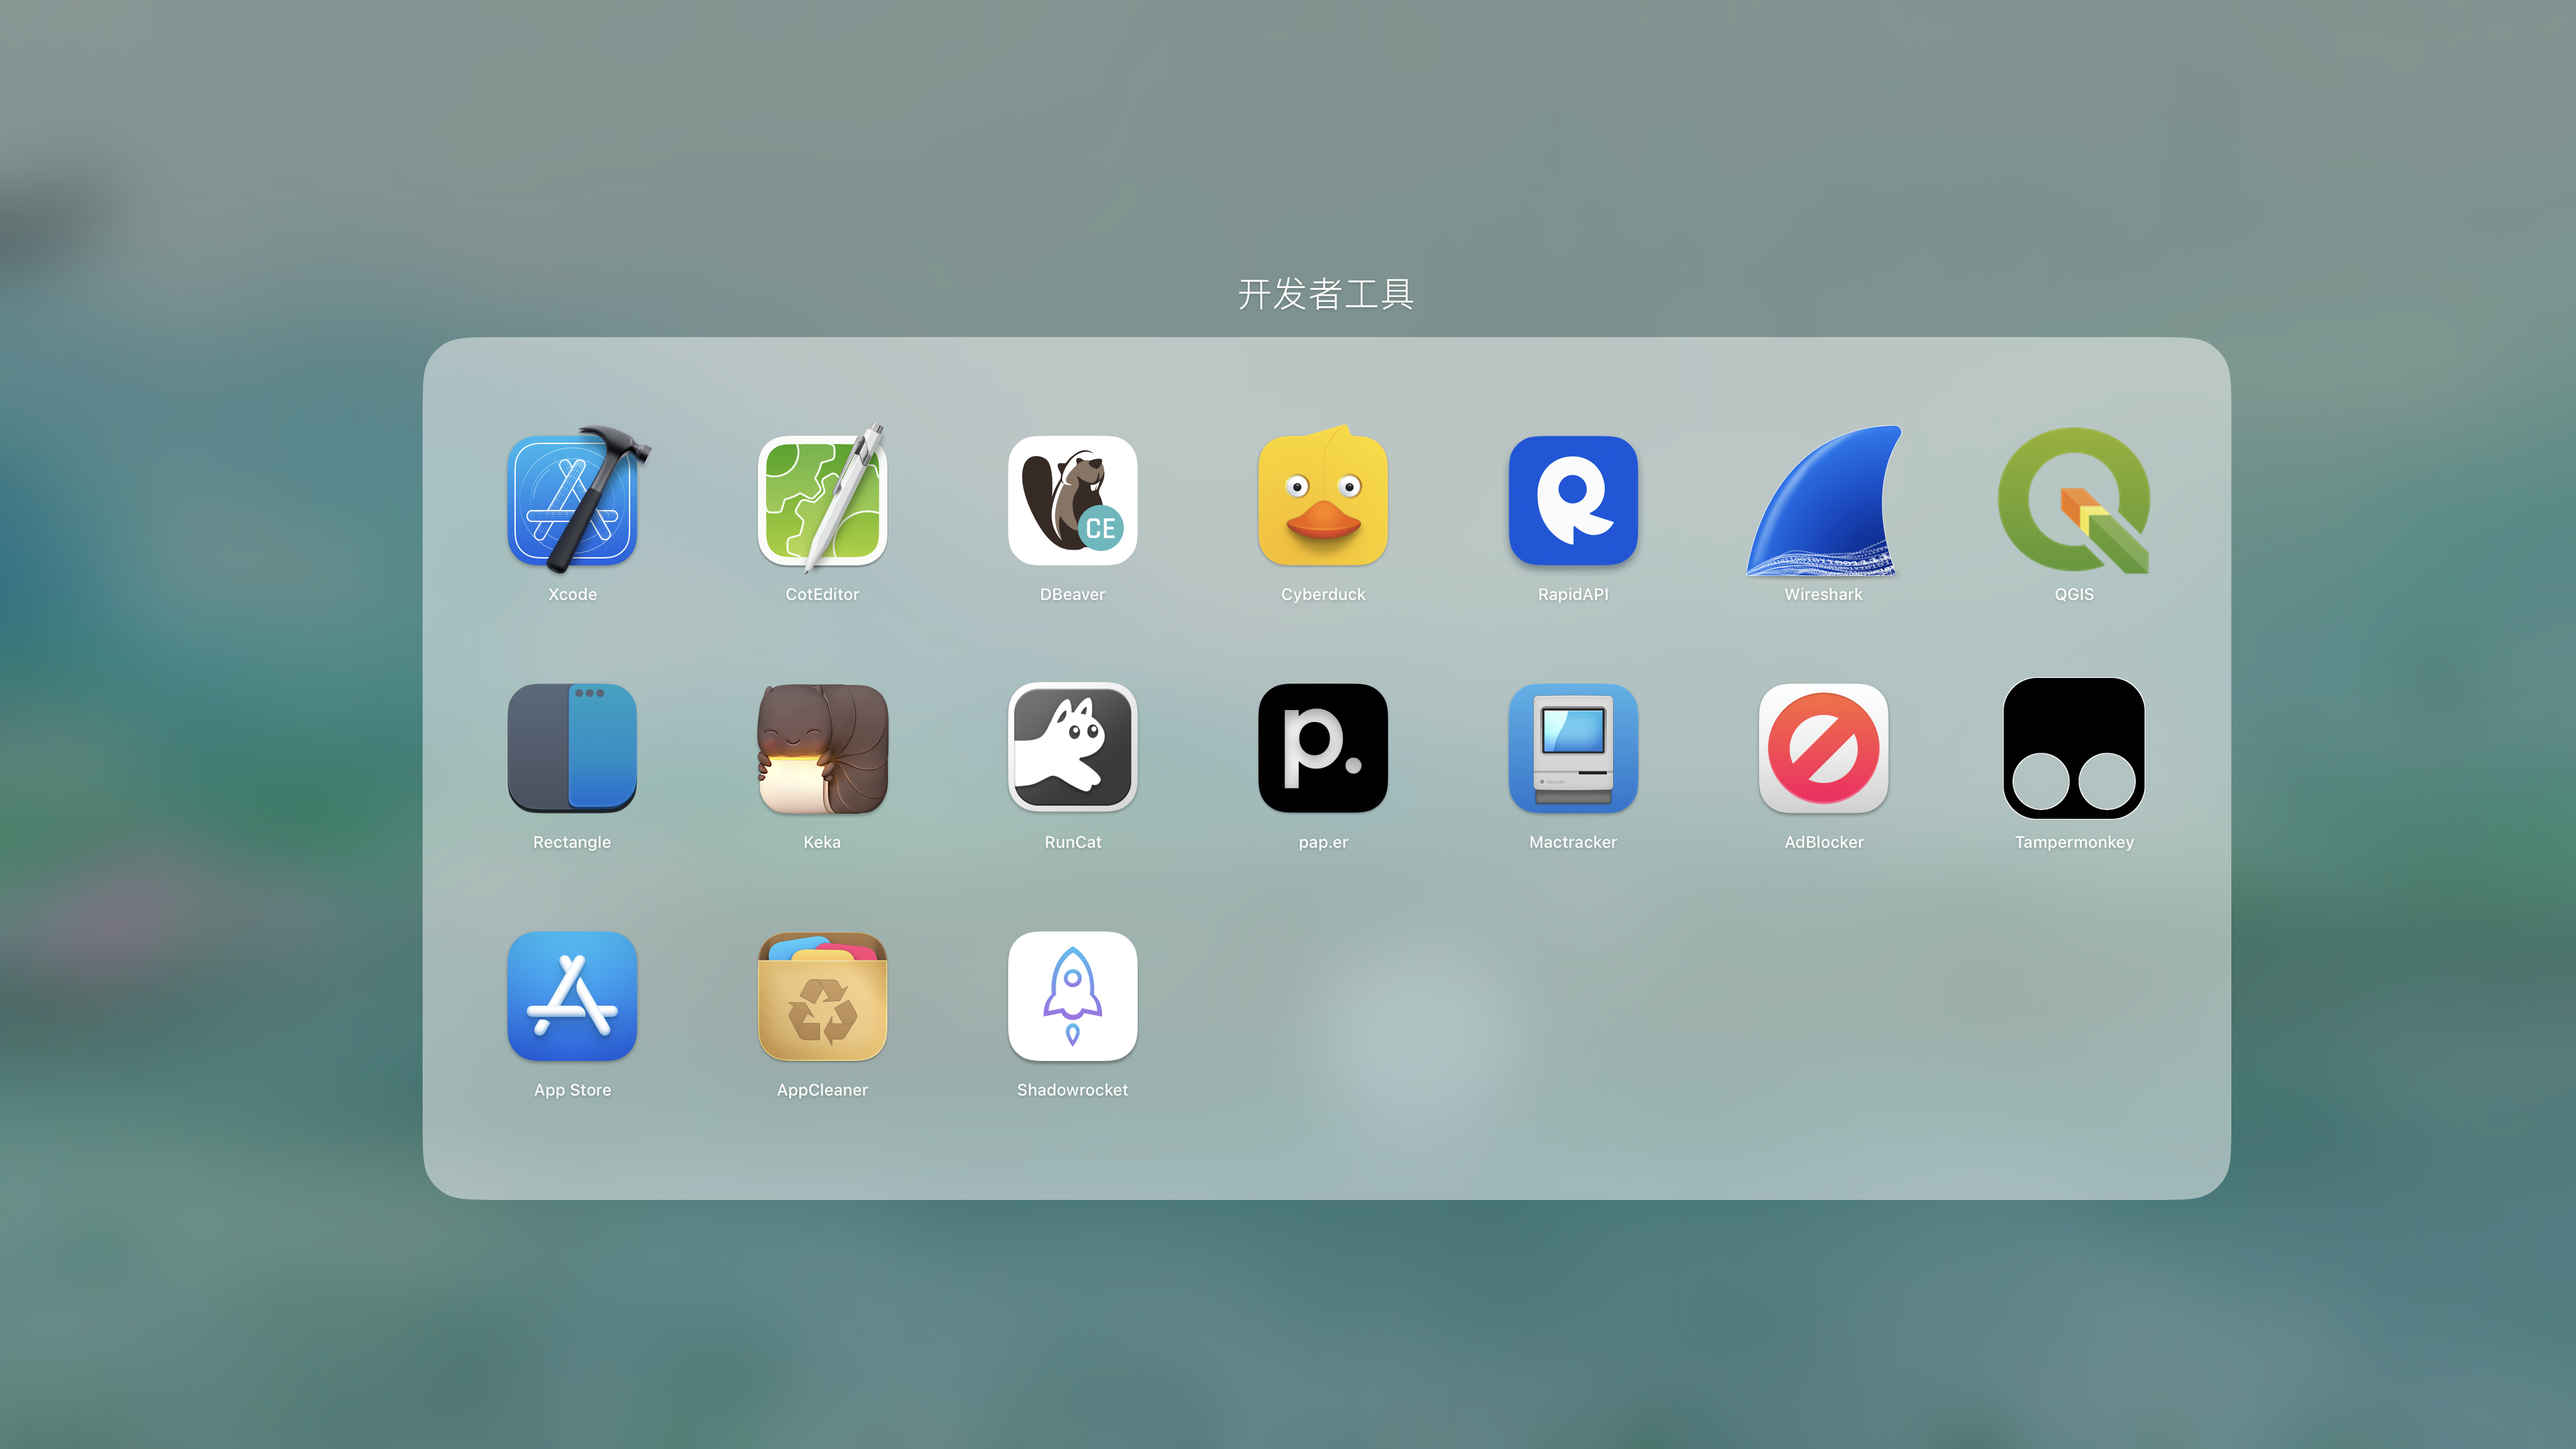 开发者工具
Xcode
CotEditor
CE
DBeaver
Cyberduck
RapidAPI
Wireshark
QGIS
Rectangle
Keka
RunCat
p.
pap.er
Mactracker
AdBlocker
Tampermonkey
App Store
AppCleaner
Shadowrocket